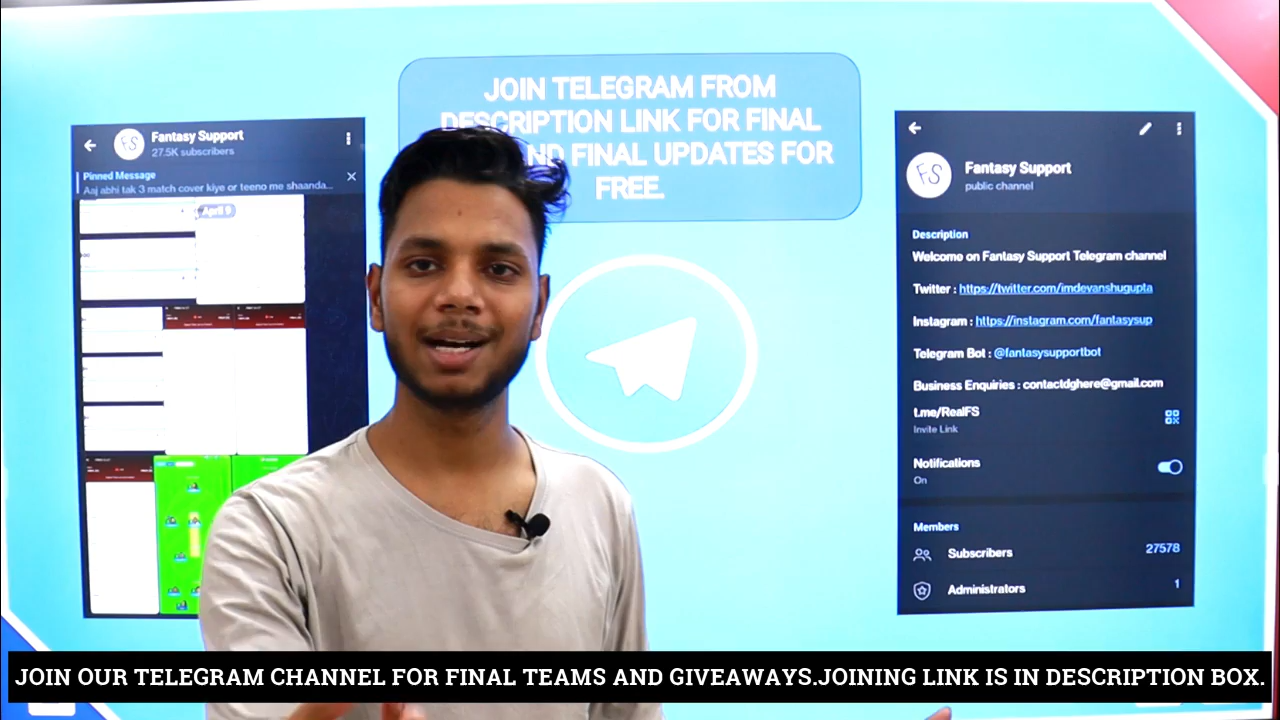 JOIN TELEGRAM FROM
DESCRIPTION LINK FOR FINAL
FINAL UPDATES FOR
FREE.
Fantasy Support
27.5K subscribers
Pinned Message
Aaj abhi tak 3 match cover kiye or teeno me shaanda...
April 9
FS
Fantasy Support
public channel
Description
Welcome on Fantasy Support Telegram channel
Twitter : https://twitter.com/imdevanshugupta
Instagram : https://instagram.com/fantasysup
Telegram Bot : @fantasysupportbot
Business Enquiries : contactdghere@gmail.com
t.me/RealFS
Invite Link
Notifications
On
Members
Subscribers 27578
Administrators 1
JOIN OUR TELEGRAM CHANNEL FOR FINAL TEAMS AND GIVEAWAYS.JOINING LINK IS IN DESCRIPTION BOX.